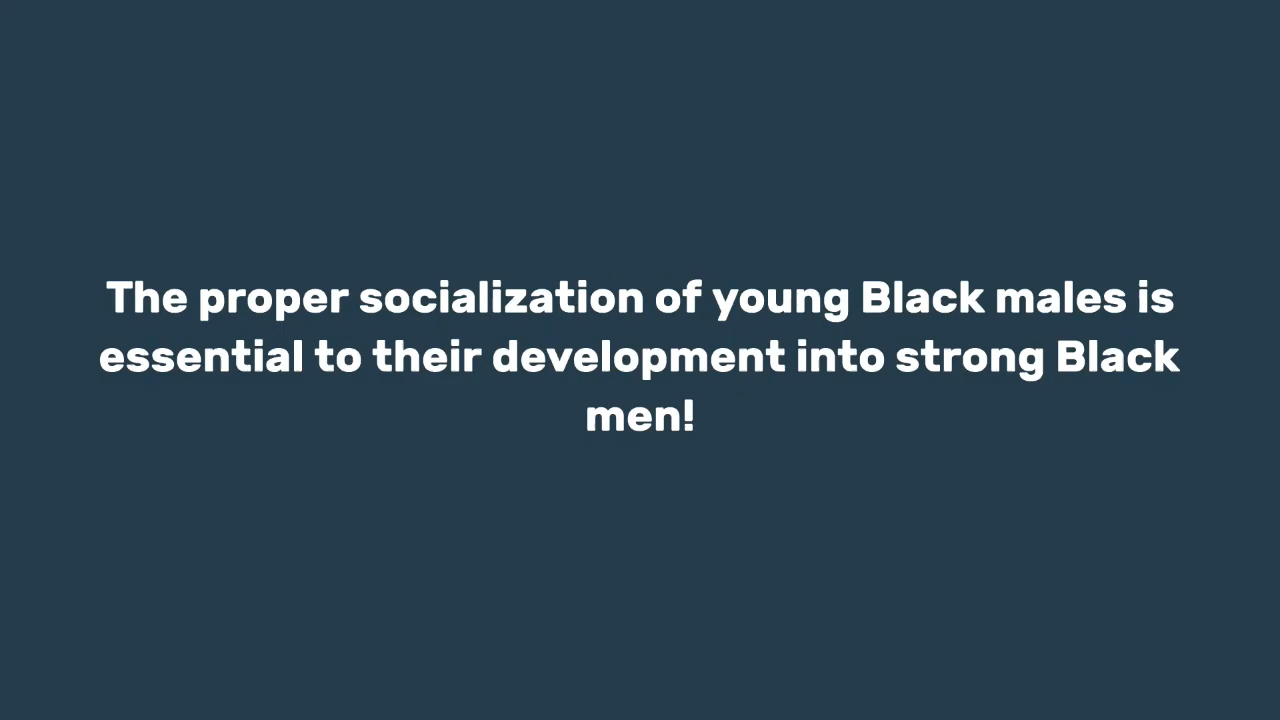 The proper socialization of young Black males is
essential to their development into strong Black
men!